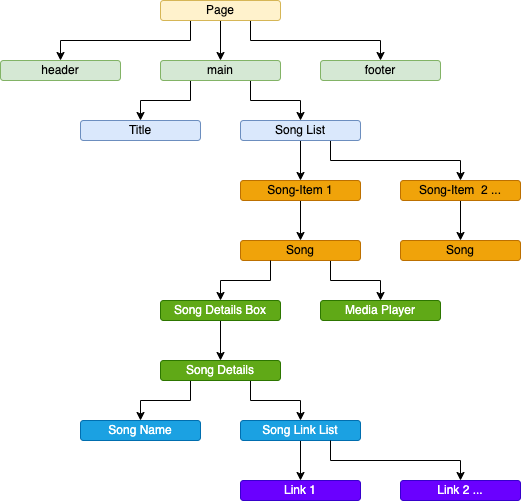 Page
header
main
footer
Title
Song List
Song-Item 1
Song-Item 2 ...
Song
Song
Song Details Box
Media Player
Song Details
Song Name
Song Link List
Link 1
Link 2 ...